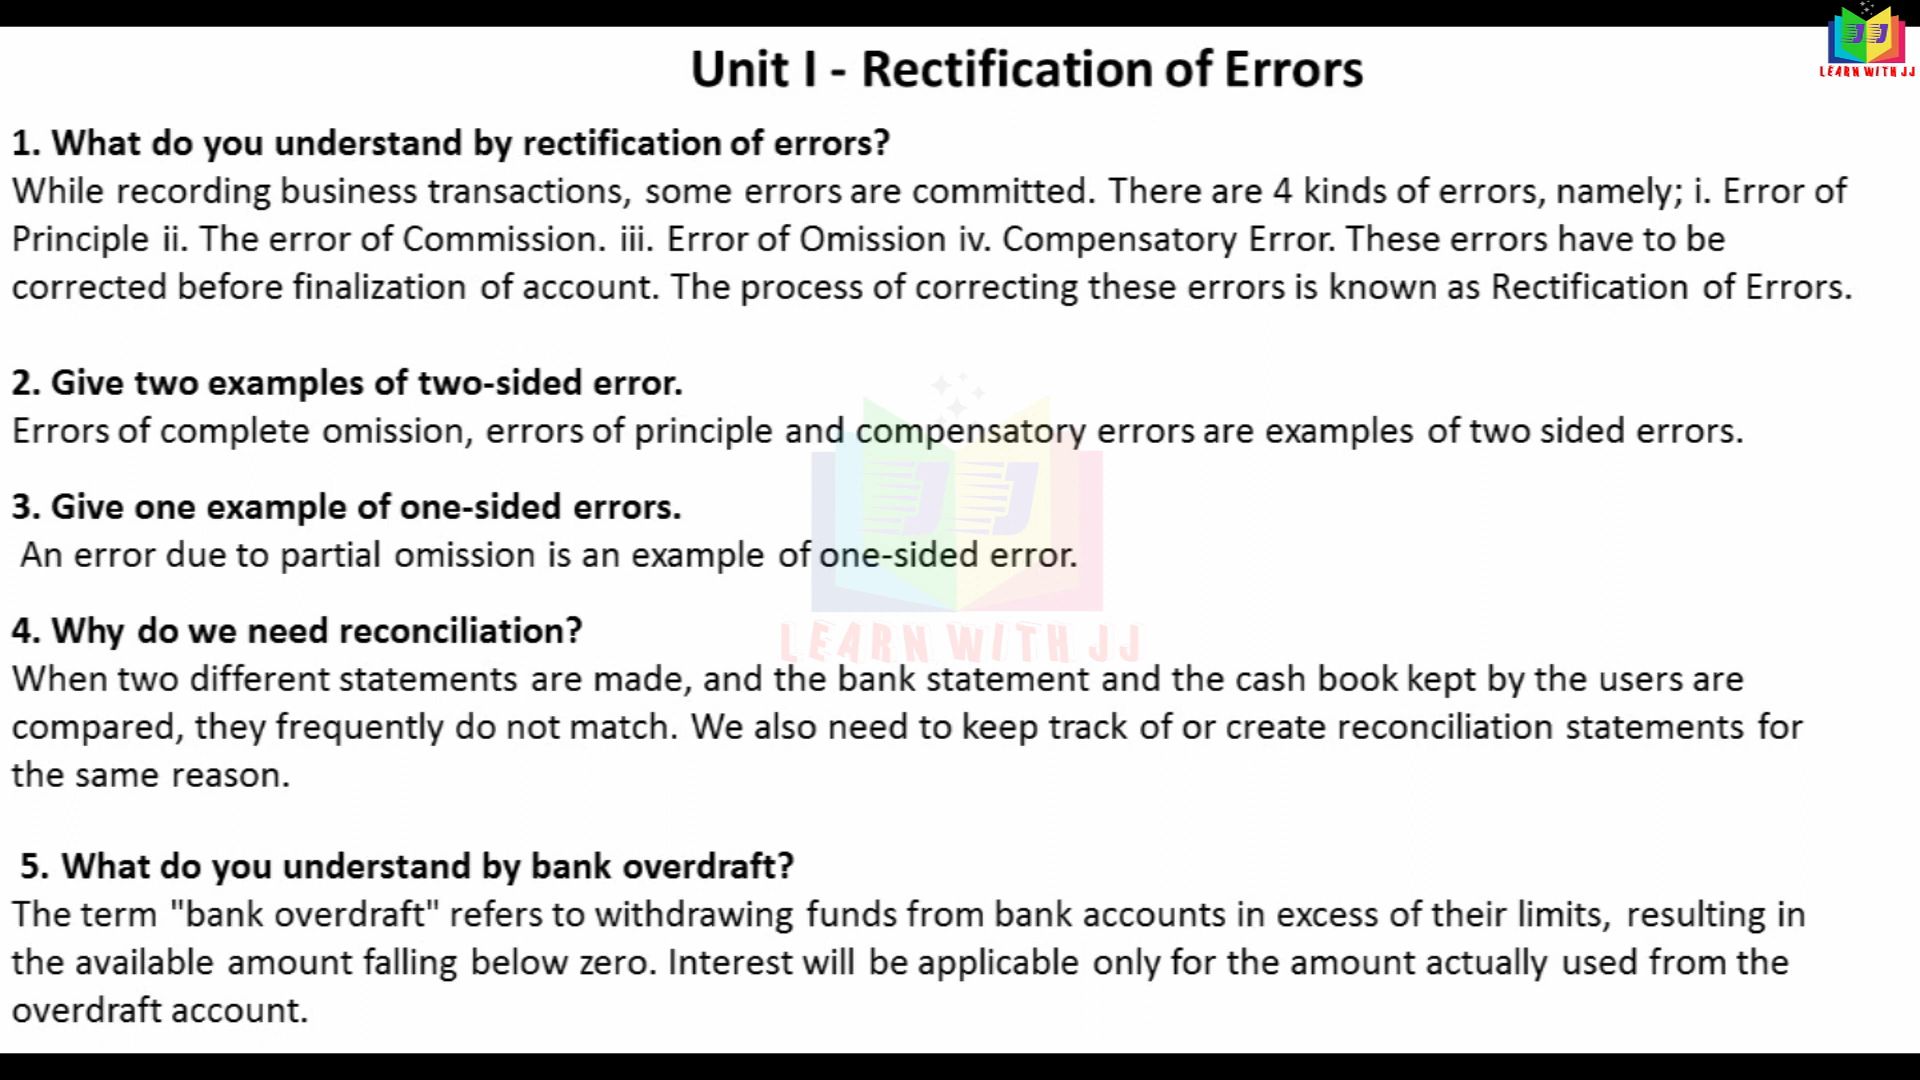 Unit I - Rectification of Errors
LEARN WITH JJ
1. What do you understand by rectification of errors?
While recording business transactions, some errors are committed. There are 4 kinds of errors, namely; i. Error of
Principle ii. The error of Commission. iii. Error of Omission iv. Compensatory Error. These errors have to be
corrected before finalization of account. The process of correcting these errors is known as Rectification of Errors.
2. Give two examples of two-sided error.
Errors of complete omission, errors of principle and compensatory errors are examples of two sided errors.
3. Give one example of one-sided errors.
JJ
An error due to partial omission is an example of one-sided error.
4. Why do we need reconciliation?
LEARN WITH JJ
When two different statements are made, and the bank statement and the cash book kept by the users are
compared, they frequently do not match. We also need to keep track of or create reconciliation statements for
the same reason.
5. What do you understand by bank overdraft?
The term "bank overdraft" refers to withdrawing funds from bank accounts in excess of their limits, resulting in
the available amount falling below zero. Interest will be applicable only for the amount actually used from the
overdraft account.